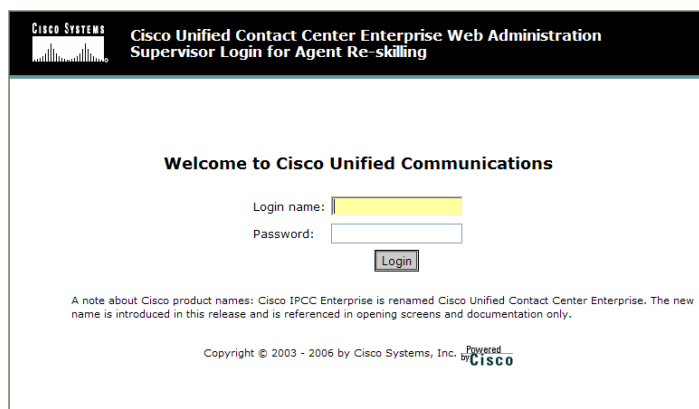 CISCO SYSTEMS
Cisco Unified Contact Center Enterprise Web Administration
Supervisor Login for Agent Re-skilling
Welcome to Cisco Unified Communications
Login name:
Password:
Login
A note about Cisco product names: Cisco IPCC Enterprise is renamed Cisco Unified Contact Center Enterprise. The new
name is introduced in this release and is referenced in opening screens and documentation only.
Copyright © 2003 - 2006 by Cisco Systems, Inc. Powered by Cisco